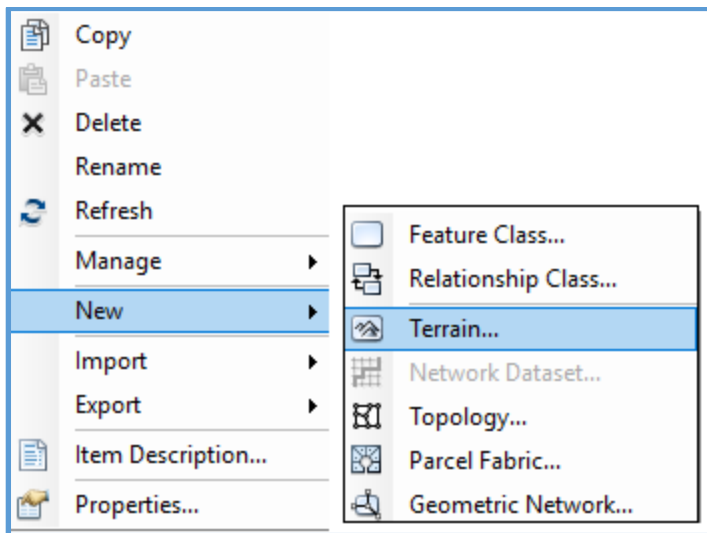 Copy
Paste
Delete
Rename
Refresh
Manage
New
Import
Export
Item Description...
Properties...
Feature Class...
Relationship Class...
Terrain...
Network Dataset...
Topology...
Parcel Fabric...
Geometric Network...